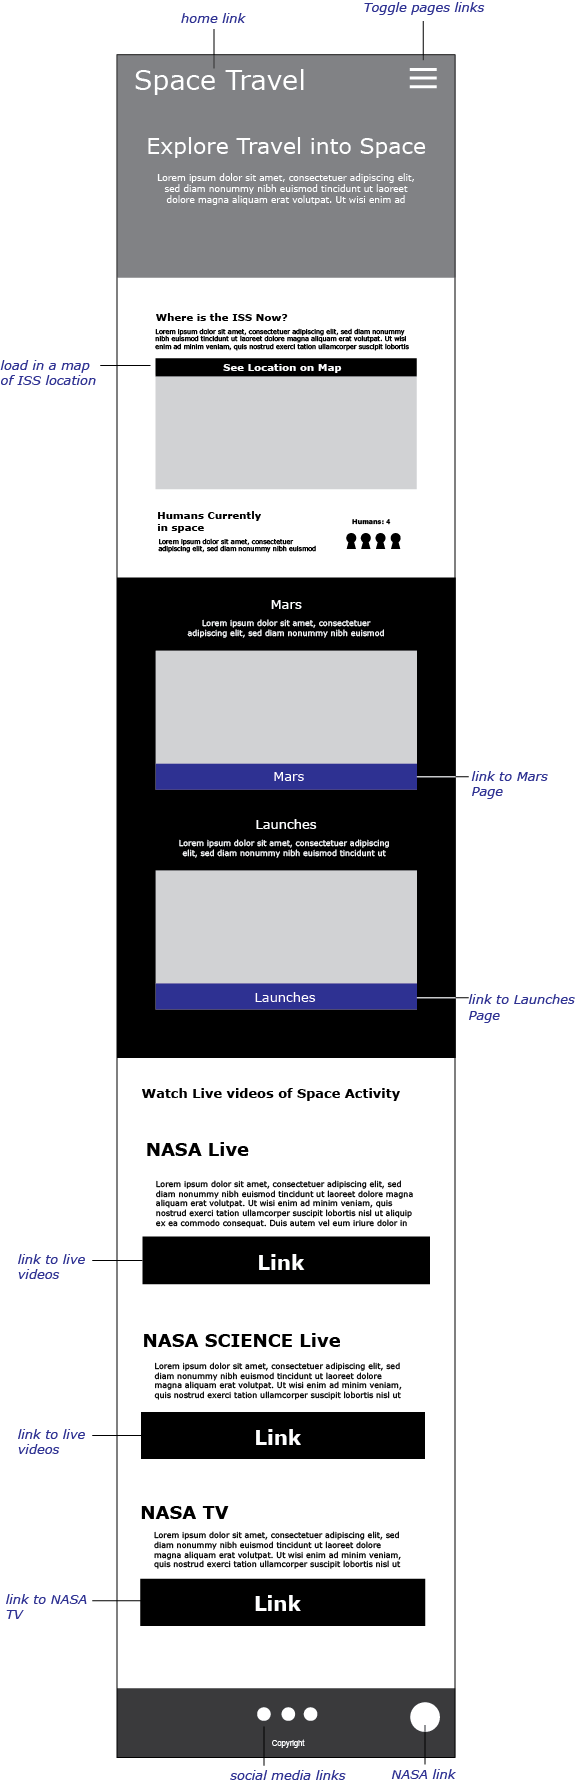 home link
Toggle pages links
Space Travel
Explore Travel into Space
Lorem ipsum dolor sit amet, consectetuer adipiscing elit,
sed diam nonummy nibh euismod tincidunt ut laoreet
dolore magna aliquam erat volutpat. Ut wisi enim ad
Where is the ISS Now?
Lorem ipsum dolor sit amet, consectetuer adipiscing elit, sed diam nonummy
nibh euismod tincidunt ut laoreet dolore magna aliquam erat volutpat. Ut wisi
enim ad minim veniam, quis nostrud exerci tation ullamcorper suscipit lobortis
load in a map
of ISS location
See Location on Map
Humans Currently
in space
Lorem ipsum dolor sit amet, consectetuer
adipiscing elit, sed diam nonummy nibh euismod
Humans: 4
Mars
Lorem ipsum dolor sit amet, consectetuer
adipiscing elit, sed diam nonummy nibh euismod
Mars
link to Mars
Page
Launches
Lorem ipsum dolor sit amet, consectetuer adipiscing
elit, sed diam nonummy nibh euismod tincidunt ut
Launches
link to Launches
Page
Watch Live videos of Space Activity
NASA Live
Lorem ipsum dolor sit amet, consectetuer adipiscing elit, sed
diam nonummy nibh euismod tincidunt ut laoreet dolore magna
aliquam erat volutpat. Ut wisi enim ad minim veniam, quis
nostrud exerci tation ullamcorper suscipit lobortis nisl ut aliquip
ex ea commodo consequat. Duis autem vel eum iriure dolor in
link to live
videos
Link
NASA SCIENCE Live
Lorem ipsum dolor sit amet, consectetuer adipiscing elit, sed
diam nonummy nibh euismod tincidunt ut laoreet dolore
magna aliquam erat volutpat. Ut wisi enim ad minim veniam,
quis nostrud exerci tation ullamcorper suscipit lobortis nisl ut
link to live
videos
Link
NASA TV
Lorem ipsum dolor sit amet, consectetuer adipiscing elit, sed
diam nonummy nibh euismod tincidunt ut laoreet dolore
magna aliquam erat volutpat. Ut wisi enim ad minim veniam,
quis nostrud exerci tation ullamcorper suscipit lobortis nisl ut
link to NASA
TV
Link
Copyright
social media links
NASA link